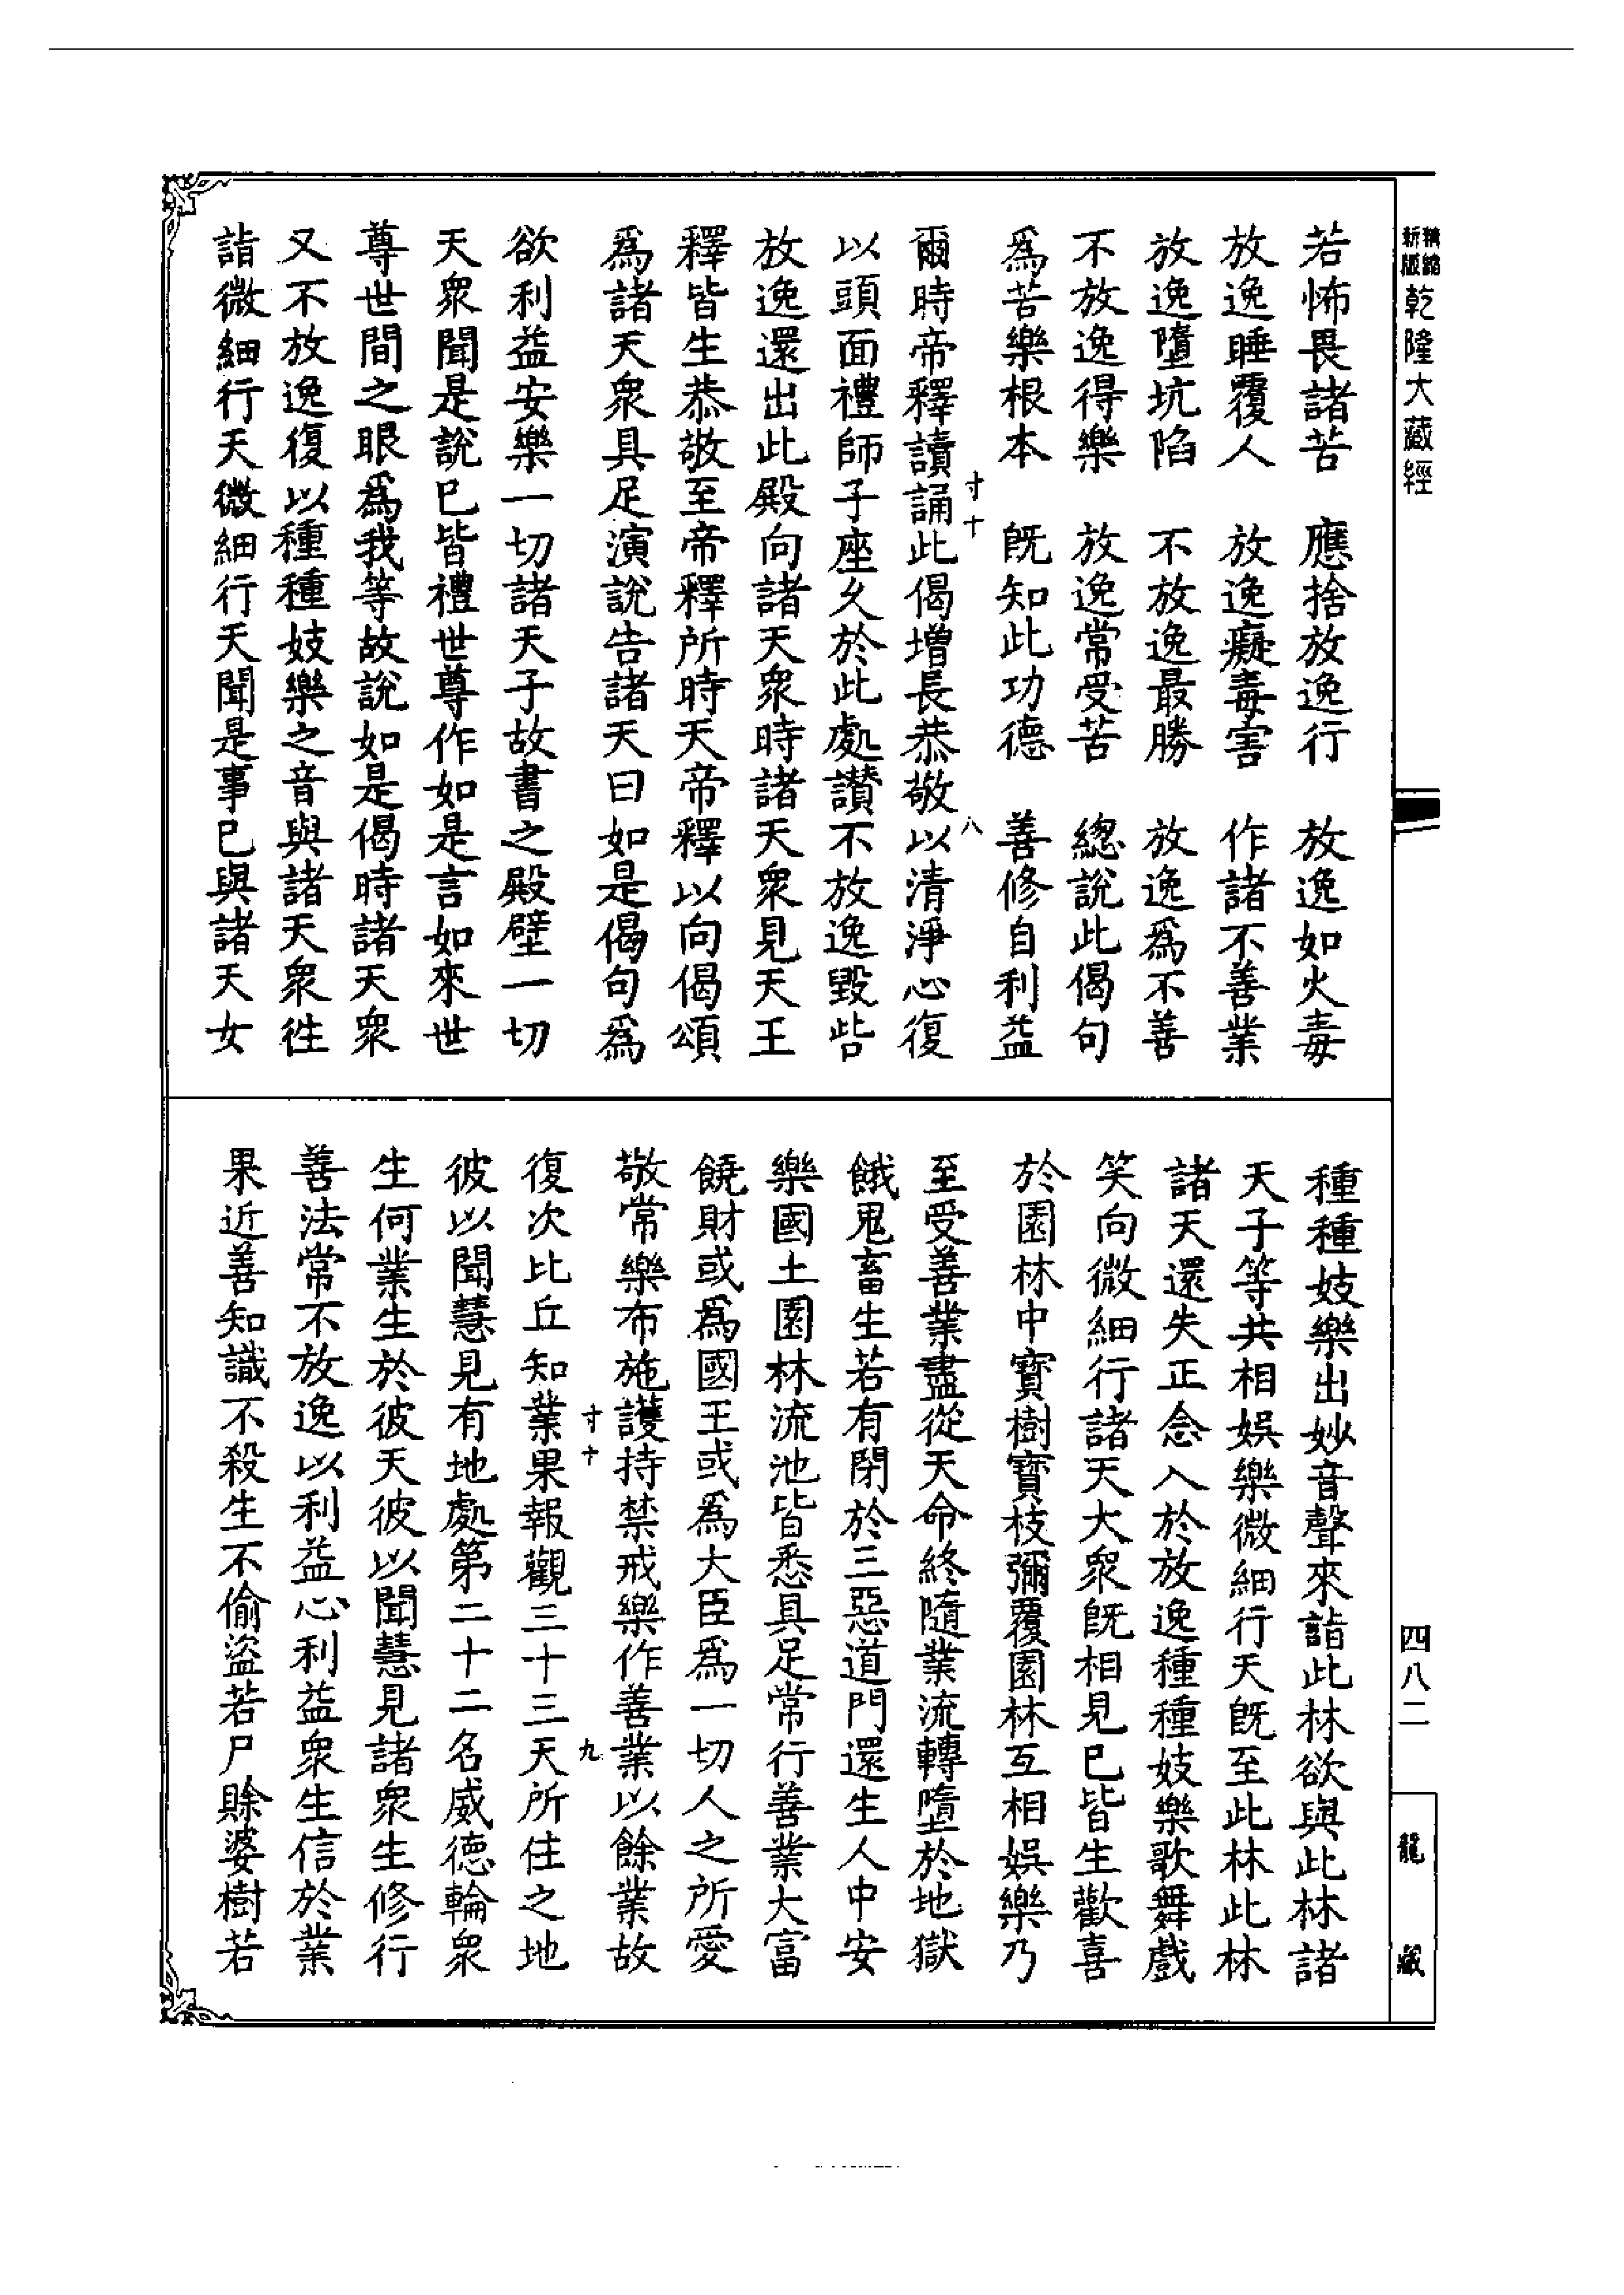 新版精縮乾隆大藏經
若怖畏諸苦　應捨放逸行　放逸如火毒
放逸睡覆人　放逸癡毒害　作諸不善業
放逸墮坑陷　不放逸最勝　放逸爲不善
不放逸得樂　放逸常受苦　總說此偈句
爲苦樂根本　旣知此功德　善修自利益
寸十　八
爾時帝釋讀誦此偈增長恭敬以清淨心復
以頭面禮師子座久於此處讃不放逸毀呰
放逸還出此殿向諸天衆時諸天衆見天王
釋皆生恭敬至帝釋所時天帝釋以向偈頌
爲諸天衆具足演說告諸天曰如是偈句爲
欲利益安樂一切諸天子故書之殿壁一切
天衆聞是說已皆禮世尊作如是言如來世
尊世間之眼爲我等故說如是偈時諸天衆
又不放逸復以種種妓樂之音與諸天衆徃
詣微細行天微細行天聞是事已與諸天女
種種妓樂出妙音聲來詣此林欲與此林諸
天子等共相娛樂微細行天旣至此林此林
諸天還失正念入於放逸種種妓樂歌舞戲
笑向微細行諸天大衆旣相見已皆生歡喜
於園林中寶樹寶枝彌覆園林互相娛樂乃
至受善業盡從天命終隨業流轉墮於地獄
餓鬼畜生若有閉於三惡道門還生人中安
樂國土園林流池皆悉具足常行善業大富
饒財或爲國王或爲大臣爲一切人之所愛
敬常樂布施護持禁戒樂作善業以餘業故
寸十　九
復次比丘知業果報觀三十三天所住之地
彼以聞慧見有地處第二十二名威德輪衆
生何業生於彼天彼以聞慧見諸衆生修行
善法常不放逸以利益心利益衆生信於業
果近善知識不殺生不偷盜若尸賒婆樹若
四八二
龍藏